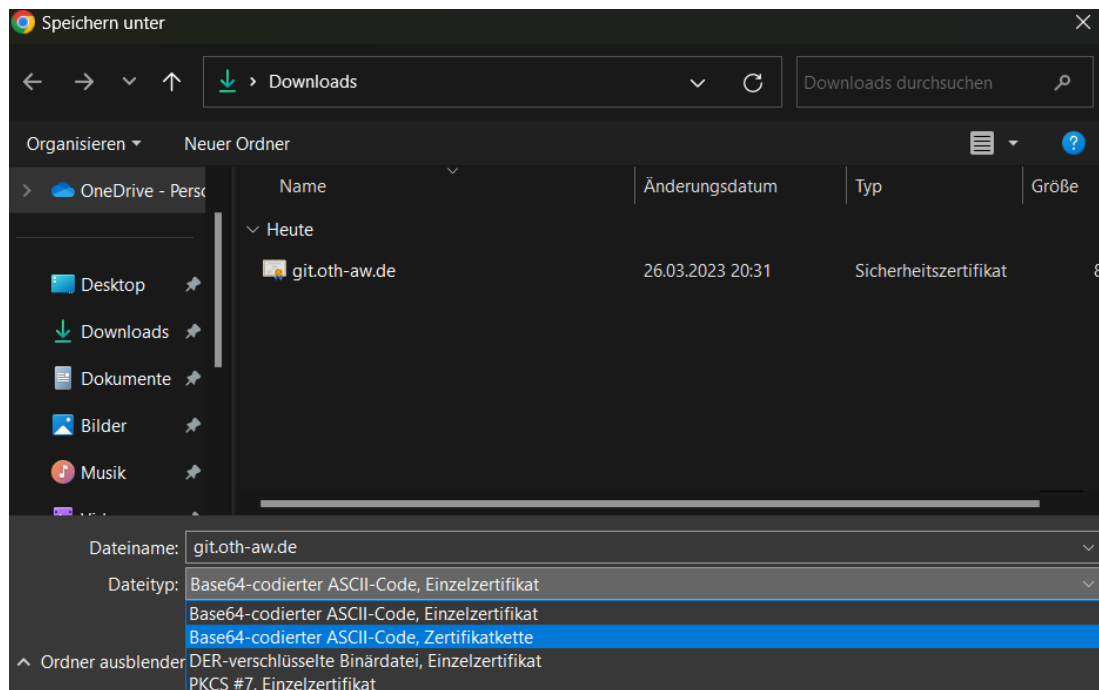 Speichern unter
Downloads
Downloads durchsuchen
Organisieren
Neuer Ordner
OneDrive - Perso
Name
Änderungsdatum
Typ
Größe
Heute
git.oth-aw.de
26.03.2023 20:31
Sicherheitszertifikat
Desktop
Downloads
Dokumente
Bilder
Musik
Dateiname:
git.oth-aw.de
Dateityp:
Base64-codierter ASCII-Code, Einzelzertifikat
Base64-codierter ASCII-Code, Einzelzertifikat
Base64-codierter ASCII-Code, Zertifikatkette
Ordner ausblenden
DER-verschlüsselte Binärdatei, Einzelzertifikat
PKCS #7, Einzelzertifikat